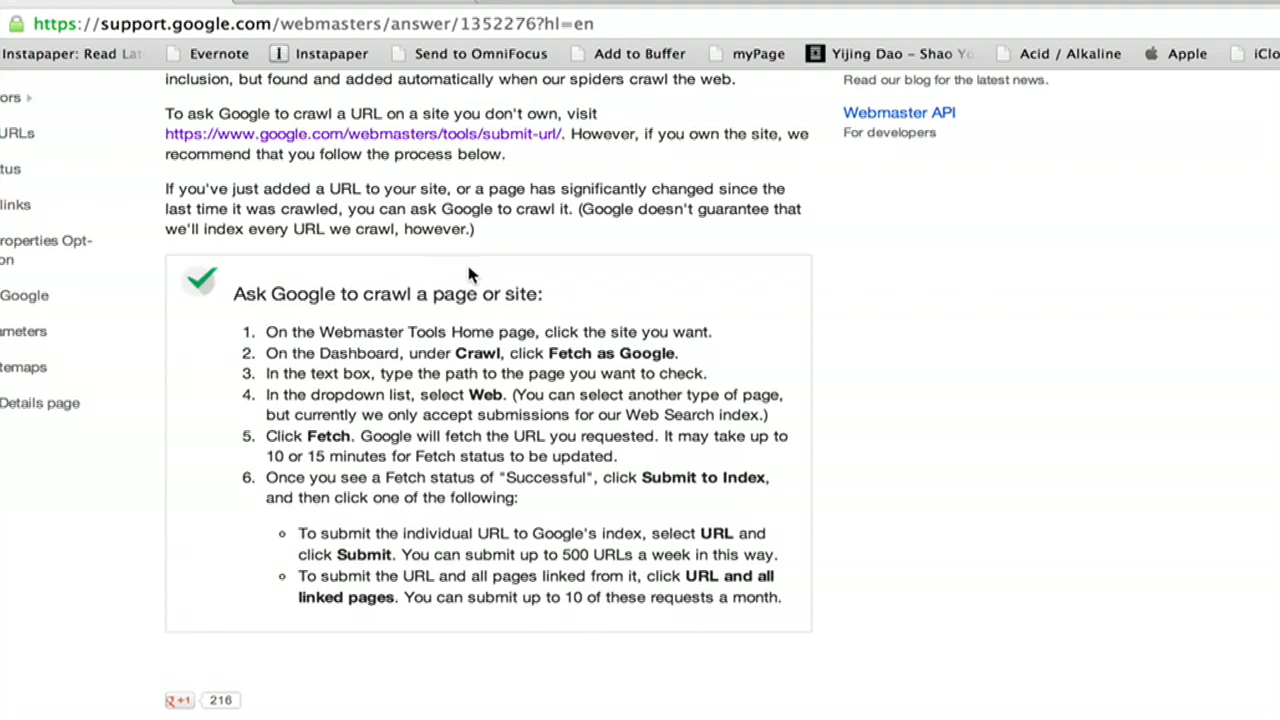 https://support.google.com/webmasters/answer/1352276?hl=en
Instapaper: Read Evernote Instapaper Send to OmniFocus Add to Buffer myPage Yijing Dao – Shao Acid / Alkaline Apple
inclusion, but found and added automatically when our spiders crawl the web.
To ask Google to crawl a URL on a site you don't own, visit
https://www.google.com/webmasters/tools/submit-url/. However, if you own the site, we
recommend that you follow the process below.
If you've just added a URL to your site, or a page has significantly changed since the
last time it was crawled, you can ask Google to crawl it. (Google doesn't guarantee that
we'll index every URL we crawl, however.)
Ask Google to crawl a page or site:
1. On the Webmaster Tools Home page, click the site you want.
2. On the Dashboard, under Crawl, click Fetch as Google.
3. In the text box, type the path to the page you want to check.
4. In the dropdown list, select Web. (You can select another type of page,
but currently we only accept submissions for our Web Search index.)
5. Click Fetch. Google will fetch the URL you requested. It may take up to
10 or 15 minutes for Fetch status to be updated.
6. Once you see a Fetch status of "Successful", click Submit to Index,
and then click one of the following:
To submit the individual URL to Google's index, select URL and
click Submit. You can submit up to 500 URLs a week in this way.
To submit the URL and all pages linked from it, click URL and all
linked pages. You can submit up to 10 of these requests a month.
+1 216
ors
URLs
tus
links
roperties Opt-
on
Google
ameters
temaps
Details page
Read our blog for the latest news.
Webmaster API
For developers